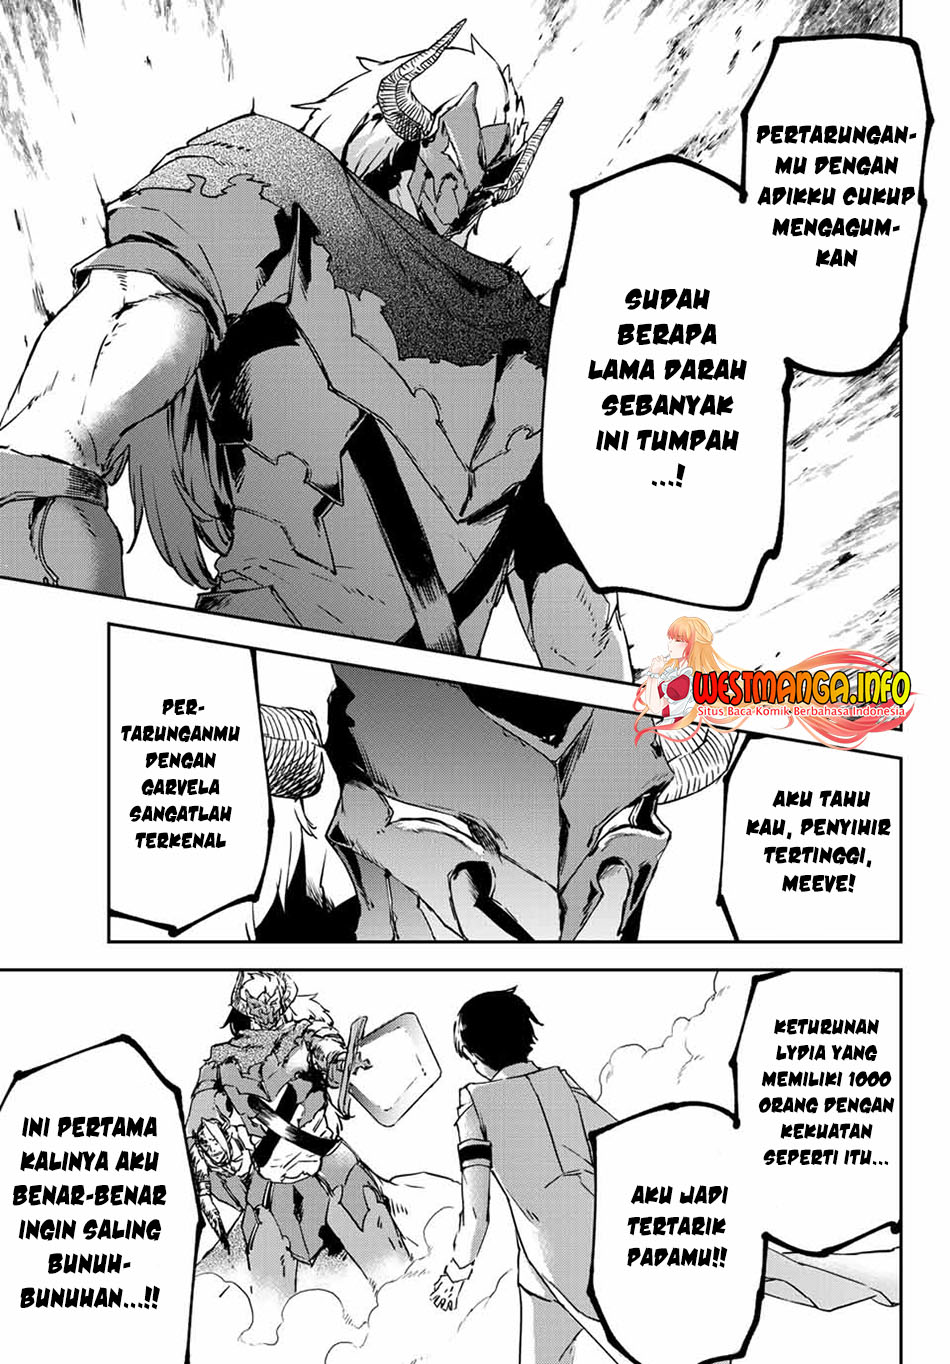 PERTARUNGAN-
MU DENGAN
ADIKKU CUKUP
MENGAGUM-
KAN
SUDAH
BERAPA
LAMA DARAH
SEBANYAK
INI TUMPAH
...!
WESTMANGA.INFO
Situs Baca Komik Berbahasa Indonesia
AKU TAHU
KAU, PENYIHIR
TERTINGGI,
MEEVE!
PER-
TARUNGANMU
DENGAN
GARVELA
SANGATLAH
TERKENAL
KETURUNAN
LYDIA YANG
MEMILIKI 1000
ORANG DENGAN
KEKUATAN
SEPERTI ITU...
AKU JADI
TERTARIK
PADAMU!!
INI PERTAMA
KALINYA AKU
BENAR-BENAR
INGIN SALING
BUNUH-
BUNUHAN...!!